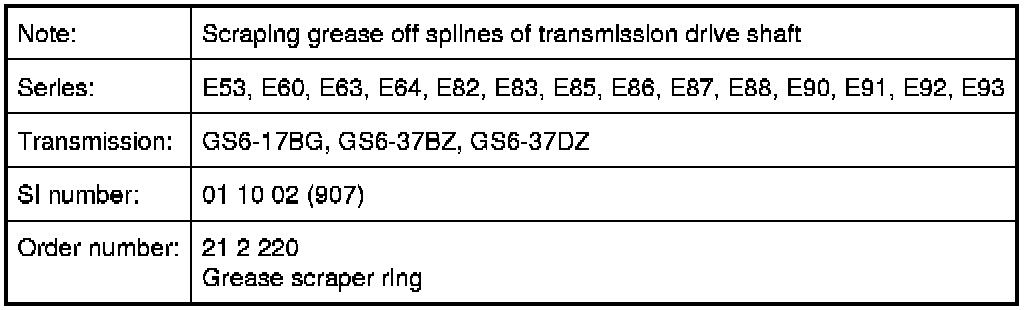 Note: Scraping grease off splines of transmission drive shaft
Series: E53, E60, E63, E64, E82, E83, E85, E86, E87, E88, E90, E91, E92, E93
Transmission: GS6-17BG, GS6-37BZ, GS6-37DZ
SI number: 01 10 02 (907)
Order number: 21 2 220
Grease scraper ring